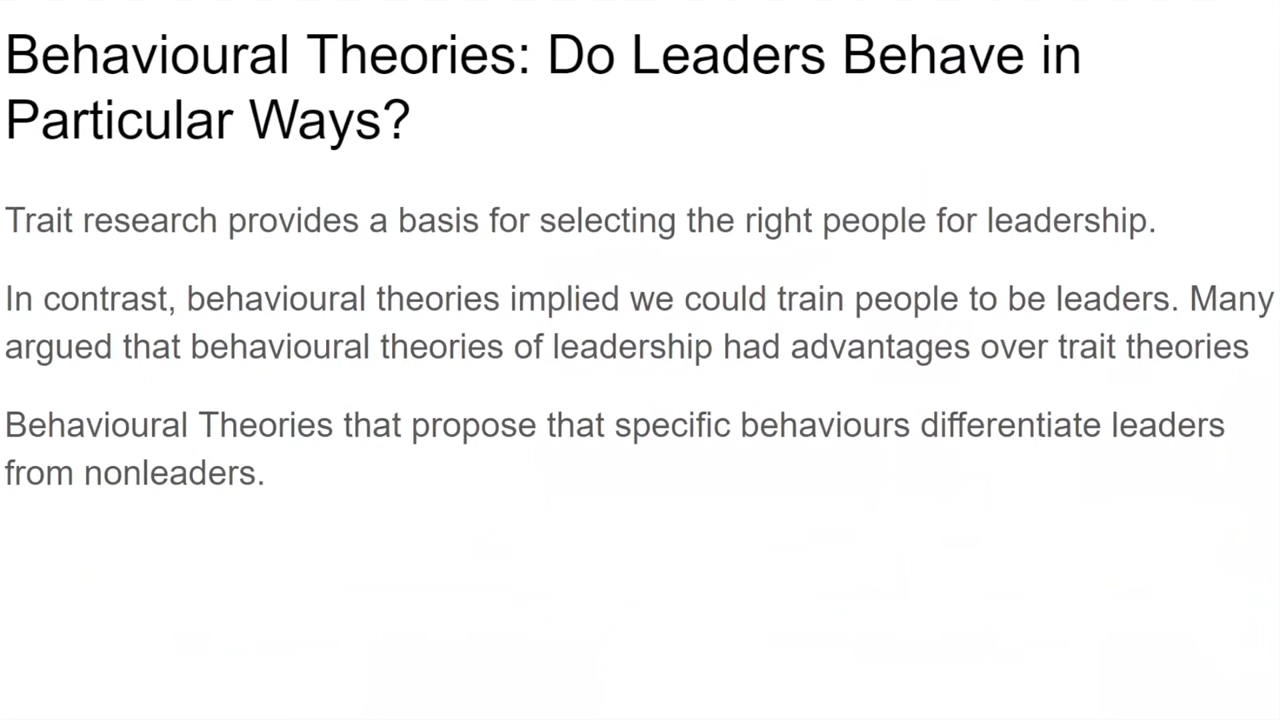 Behavioural Theories: Do Leaders Behave in
Particular Ways?
Trait research provides a basis for selecting the right people for leadership.
In contrast, behavioural theories implied we could train people to be leaders. Many
argued that behavioural theories of leadership had advantages over trait theories
Behavioural Theories that propose that specific behaviours differentiate leaders
from nonleaders.